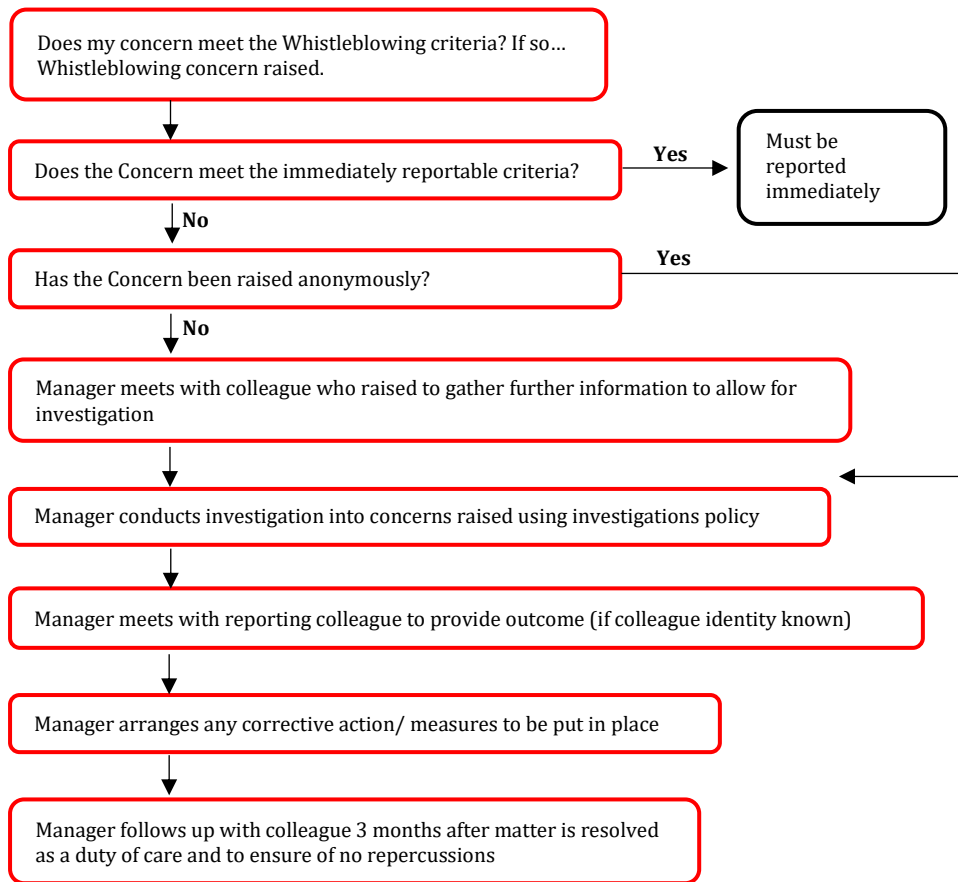 Does my concern meet the Whistleblowing criteria? If so…
Whistleblowing concern raised.
Does the Concern meet the immediately reportable criteria?
Yes
Must be
reported
immediately
No
Has the Concern been raised anonymously?
Yes
No
Manager meets with colleague who raised to gather further information to allow for
investigation
Manager conducts investigation into concerns raised using investigations policy
Manager meets with reporting colleague to provide outcome (if colleague identity known)
Manager arranges any corrective action/ measures to be put in place
Manager follows up with colleague 3 months after matter is resolved
as a duty of care and to ensure of no repercussions